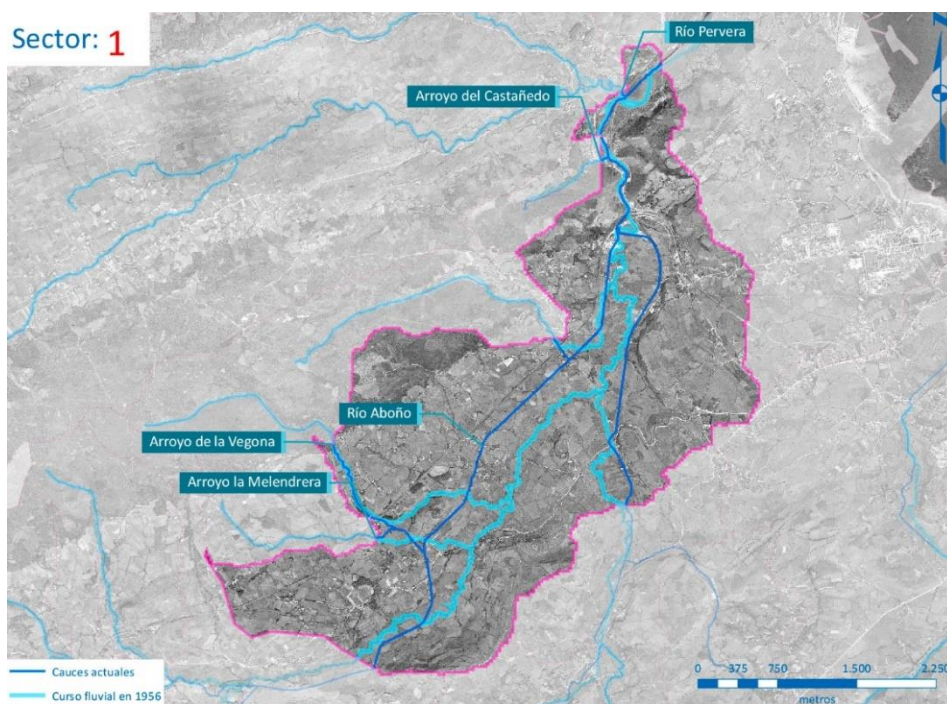 Sector: 1
Río Pervera
Arroyo del Castañedo
Río Aboño
Arroyo de la Vegona
Arroyo la Melendrera
Cauces actuales
Curso fluvial en 1956
0 375 750 1.500 2.250
metros